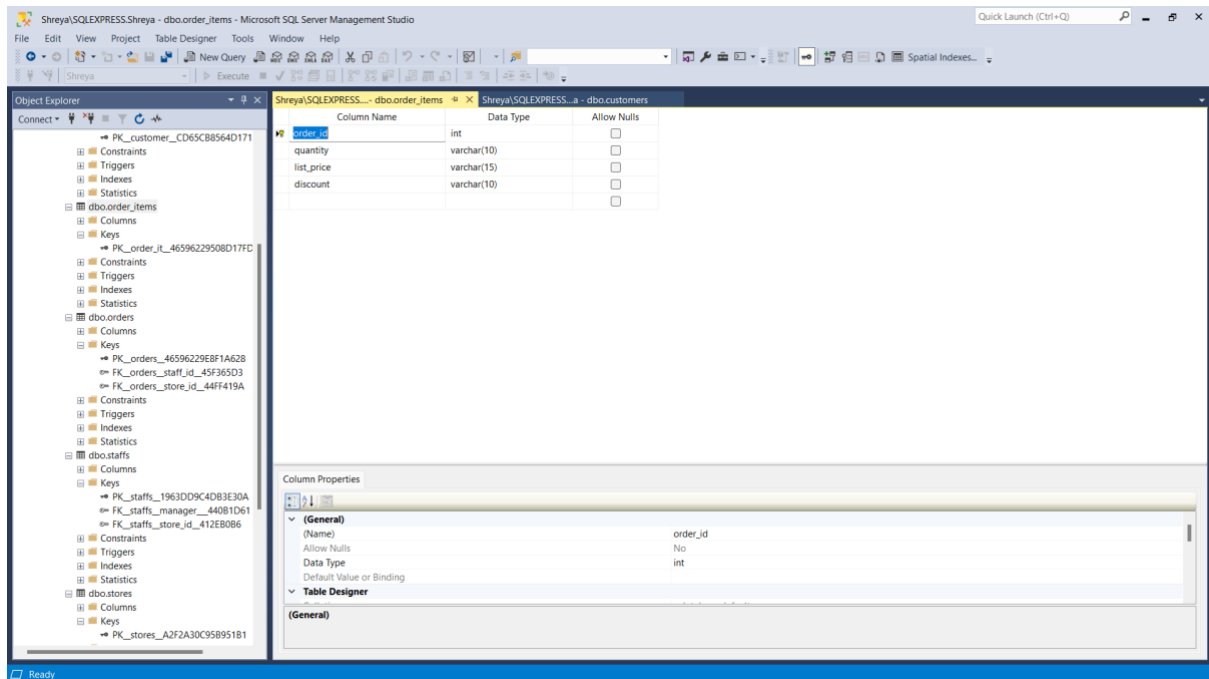 Shreya\SQLEXPRESS.Shreya - dbo.order_items - Microsoft SQL Server Management Studio
Quick Launch (Ctrl+Q)
File Edit View Project Table Designer Tools Window Help
New Query
Spatial Indexes...
Shreya
Execute
Object Explorer
Connect
PK__customer__CD65CB8564D171
Constraints
Triggers
Indexes
Statistics
dbo.order_items
Columns
Keys
PK__order_it__46596229508D17FD
Constraints
Triggers
Indexes
Statistics
dbo.orders
Columns
Keys
PK__orders__46596229E8F1A628
FK__orders__staff_id__45F365D3
FK__orders__store_id__44FF419A
Constraints
Triggers
Indexes
Statistics
dbo.staffs
Columns
Keys
PK__staffs__1963DD9C4DB3E30A
FK__staffs__manager__440B1D61
FK__staffs__store_id__412EB0B6
Constraints
Triggers
Indexes
Statistics
dbo.stores
Columns
Keys
PK__stores__A2F2A30C95B951B1
Shreya\SQLEXPRESS....- dbo.order_items
Shreya\SQLEXPRESS...a - dbo.customers
Column Name Data Type Allow Nulls
order_id int
quantity varchar(10)
list_price varchar(15)
discount varchar(10)
Column Properties
(General)
(Name) order_id
Allow Nulls No
Data Type int
Default Value or Binding
Table Designer
(General)
Ready